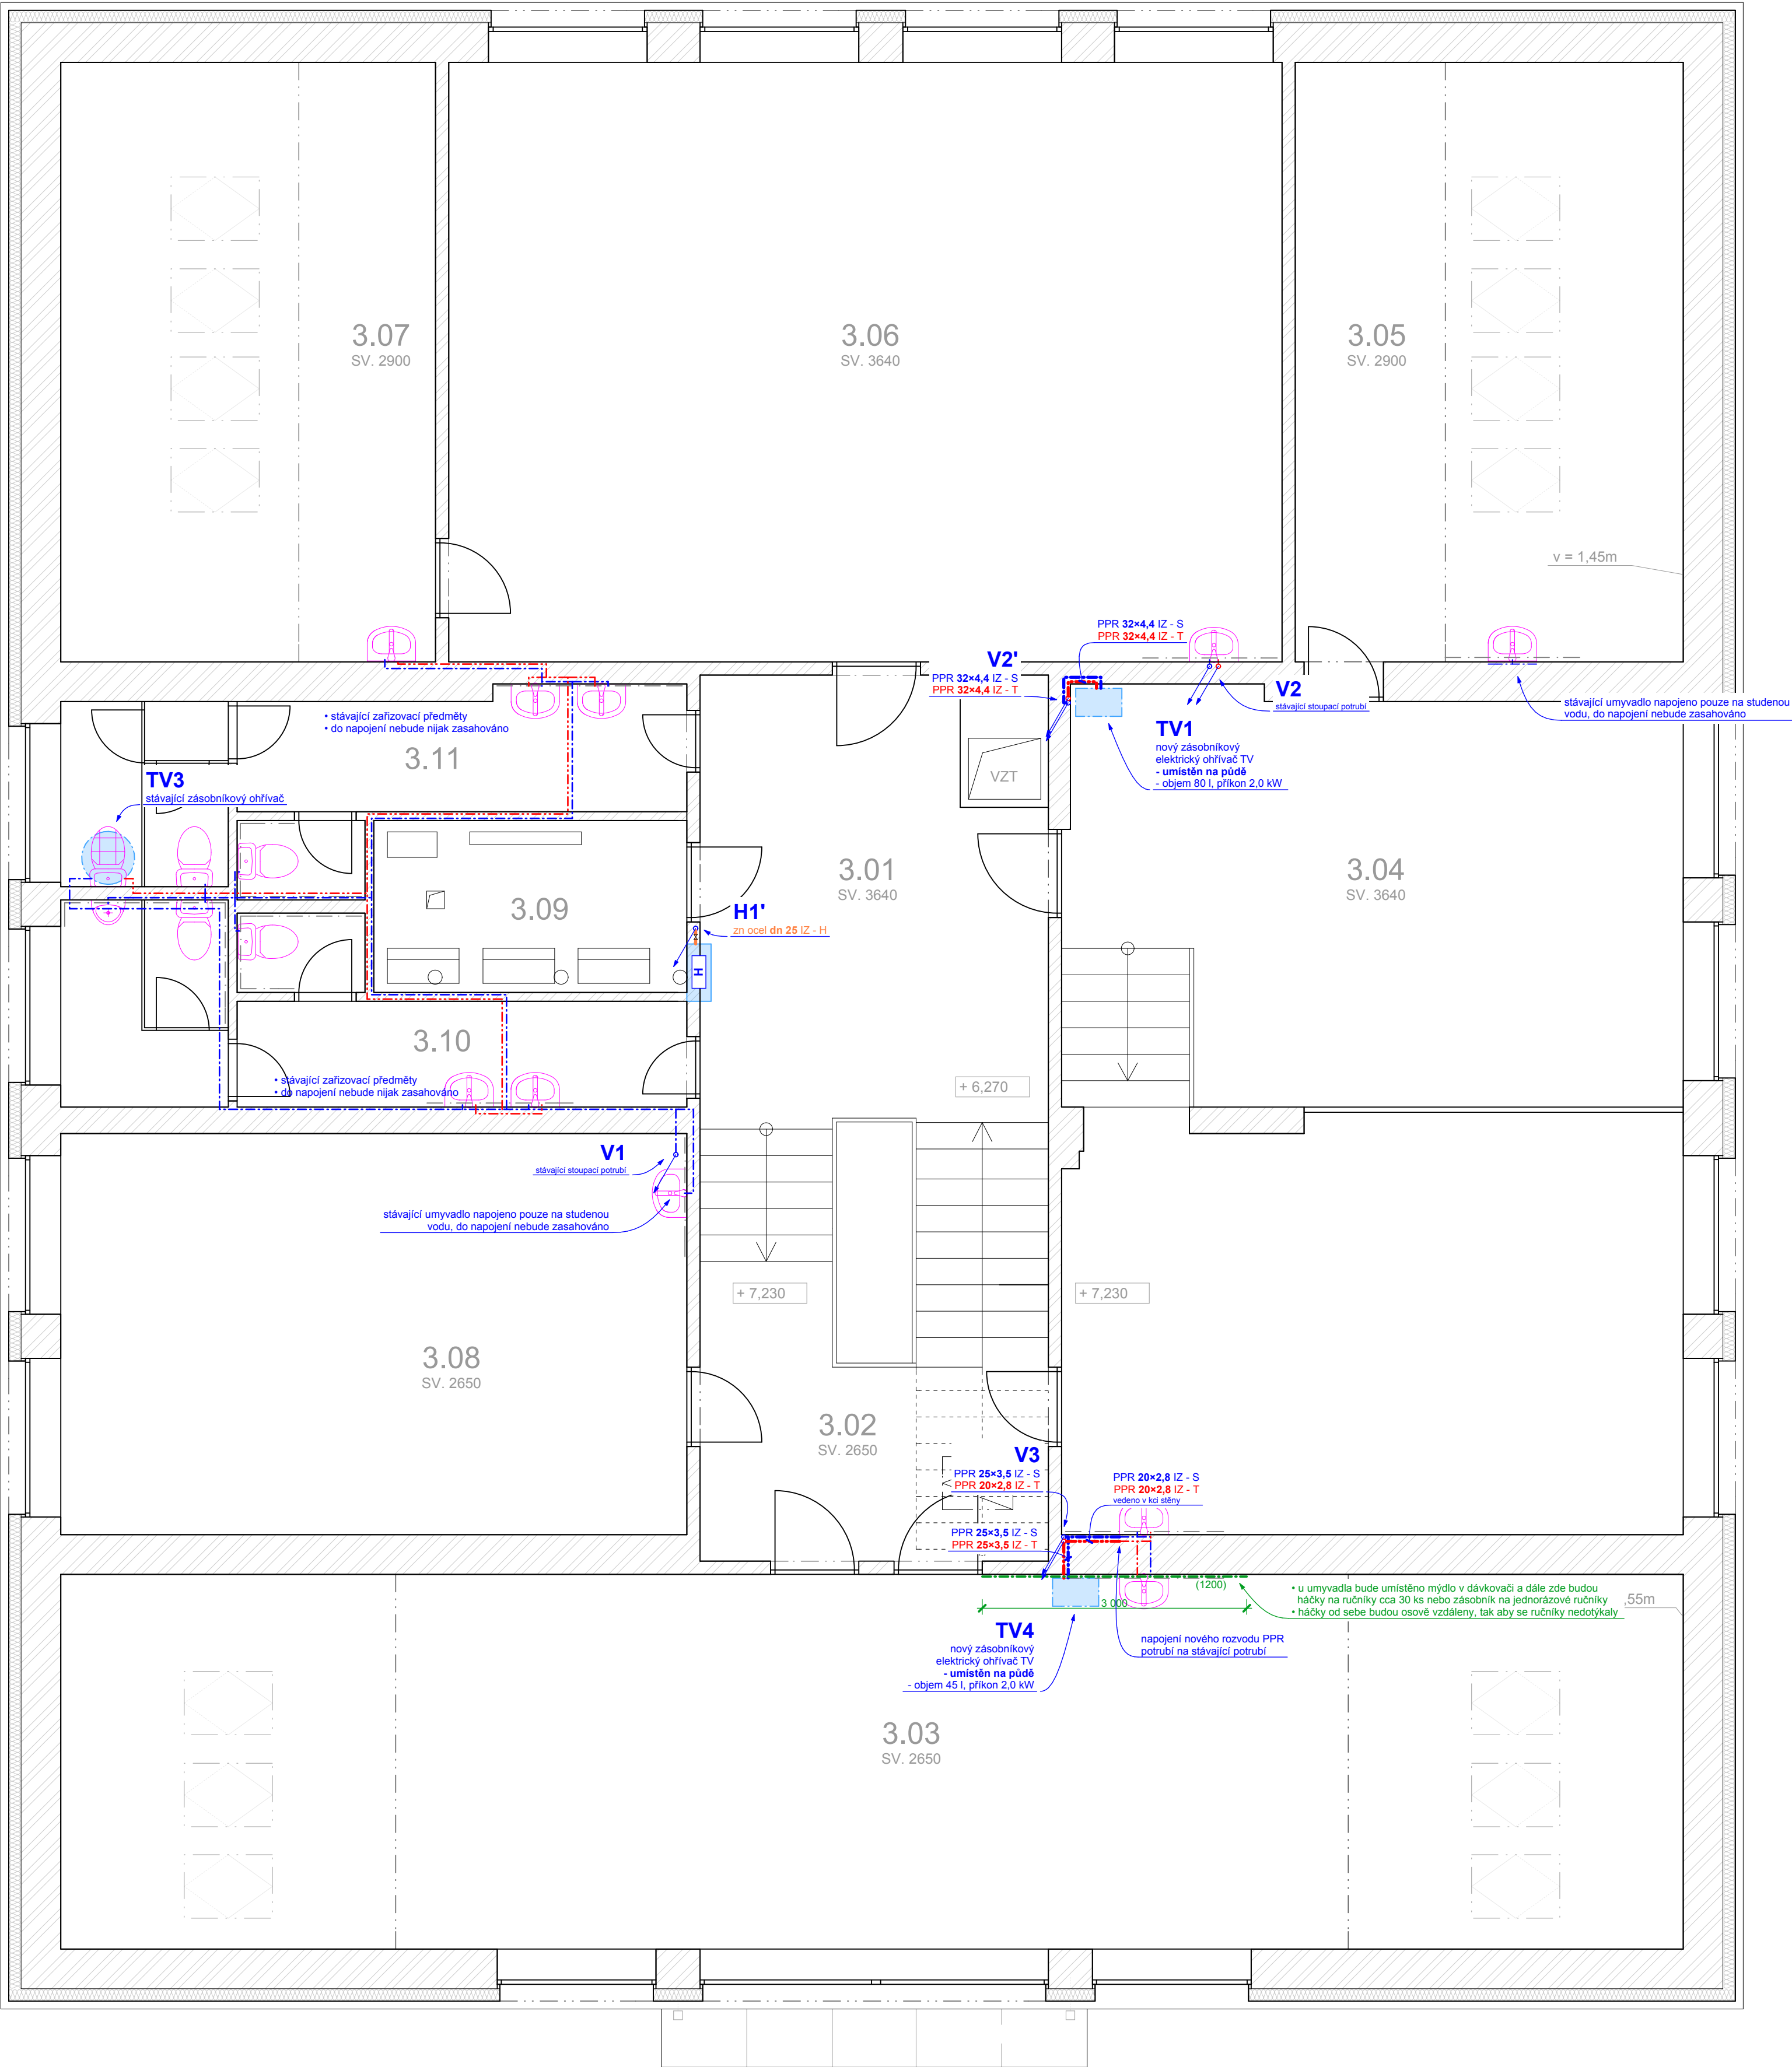 3.07
SV. 2900
3.06
SV. 3640
3.05
SV. 2900
v = 1,45m
PPR 32×4,4 IZ - S
PPR 32×4,4 IZ - T
V2'
PPR 32×4,4 IZ - S
PPR 32×4,4 IZ - T
V2
stávající stoupací potrubí
stávající umyvadlo napojeno pouze na studenou
vodu, do napojení nebude zasahováno
TV1
nový zásobníkový
elektrický ohřívač TV
- umístěn na půdě
- objem 80 l, příkon 2,0 kW
• stávající zařizovací předměty
• do napojení nebude nijak zasahováno
3.11
TV3
stávající zásobníkový ohřívač
VZT
3.01
SV. 3640
3.04
SV. 3640
3.09
H1'
zn ocel dn 25 IZ - H
H
3.10
• stávající zařizovací předměty
• do napojení nebude nijak zasahováno
+ 6,270
V1
stávající stoupací potrubí
stávající umyvadlo napojeno pouze na studenou
vodu, do napojení nebude zasahováno
+ 7,230
+ 7,230
3.08
SV. 2650
3.02
SV. 2650
V3
PPR 25×3,5 IZ - S
PPR 20×2,8 IZ - T
PPR 20×2,8 IZ - S
PPR 20×2,8 IZ - T
vedeno v kci stěny
PPR 25×3,5 IZ - S
PPR 25×3,5 IZ - T
(1200)
3 000
• u umyvadla bude umístěno mýdlo v dávkovači a dále zde budou
háčky na ručníky cca 30 ks nebo zásobník na jednorázové ručníky
• háčky od sebe budou osově vzdáleny, tak aby se ručníky nedotýkaly
,55m
TV4
nový zásobníkový
elektrický ohřívač TV
- umístěn na půdě
- objem 45 l, příkon 2,0 kW
napojení nového rozvodu PPR
potrubí na stávající potrubí
3.03
SV. 2650